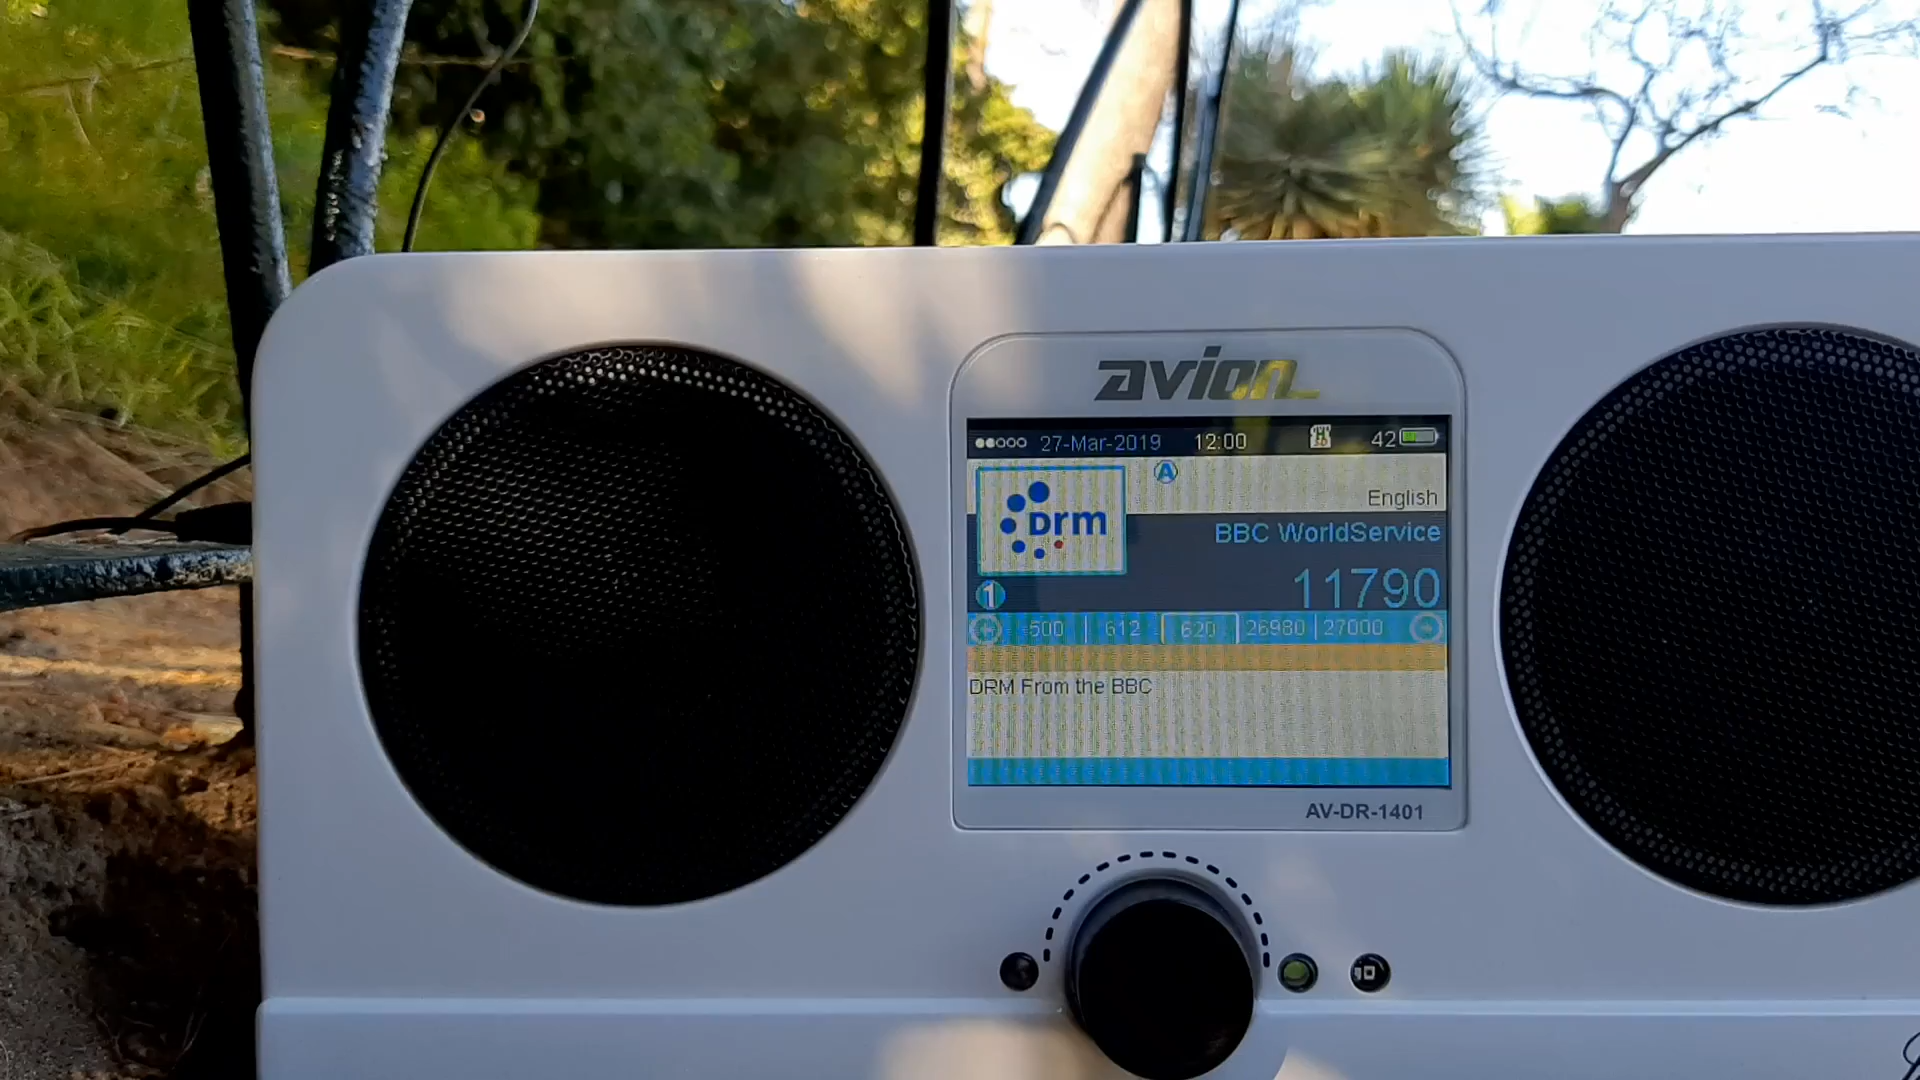 avion
27-Mar-2019 12:00 42
A
English
Drm
BBC WorldService
1
11790
500 612 620 26980 27000
DRM From the BBC
AV-DR-1401